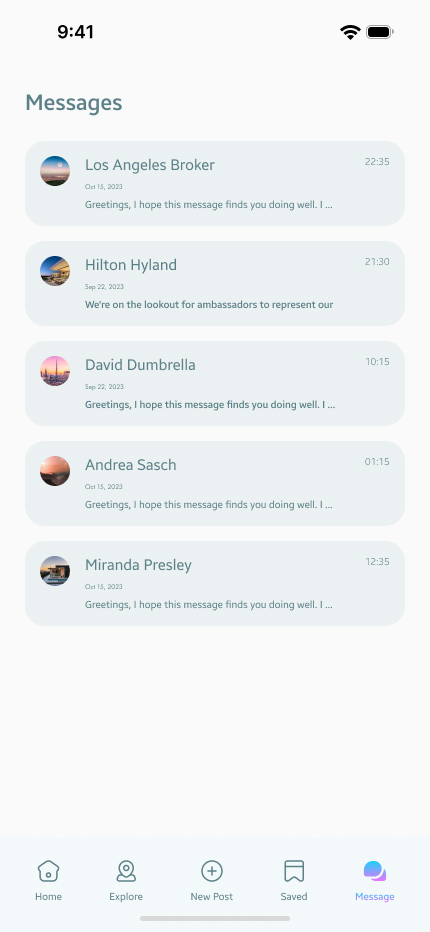 9:41
Messages
Los Angeles Broker
22:35
Oct 15, 2023
Greetings, I hope this message finds you doing well. I ...
Hilton Hyland
21:30
Sep 22, 2023
We're on the lookout for ambassadors to represent our
David Dumbrella
10:15
Sep 22, 2023
Greetings, I hope this message finds you doing well. I ...
Andrea Sasch
01:15
Oct 15, 2023
Greetings, I hope this message finds you doing well. I ...
Miranda Presley
12:35
Oct 15, 2023
Greetings, I hope this message finds you doing well. I ...
Home Explore New Post Saved Message